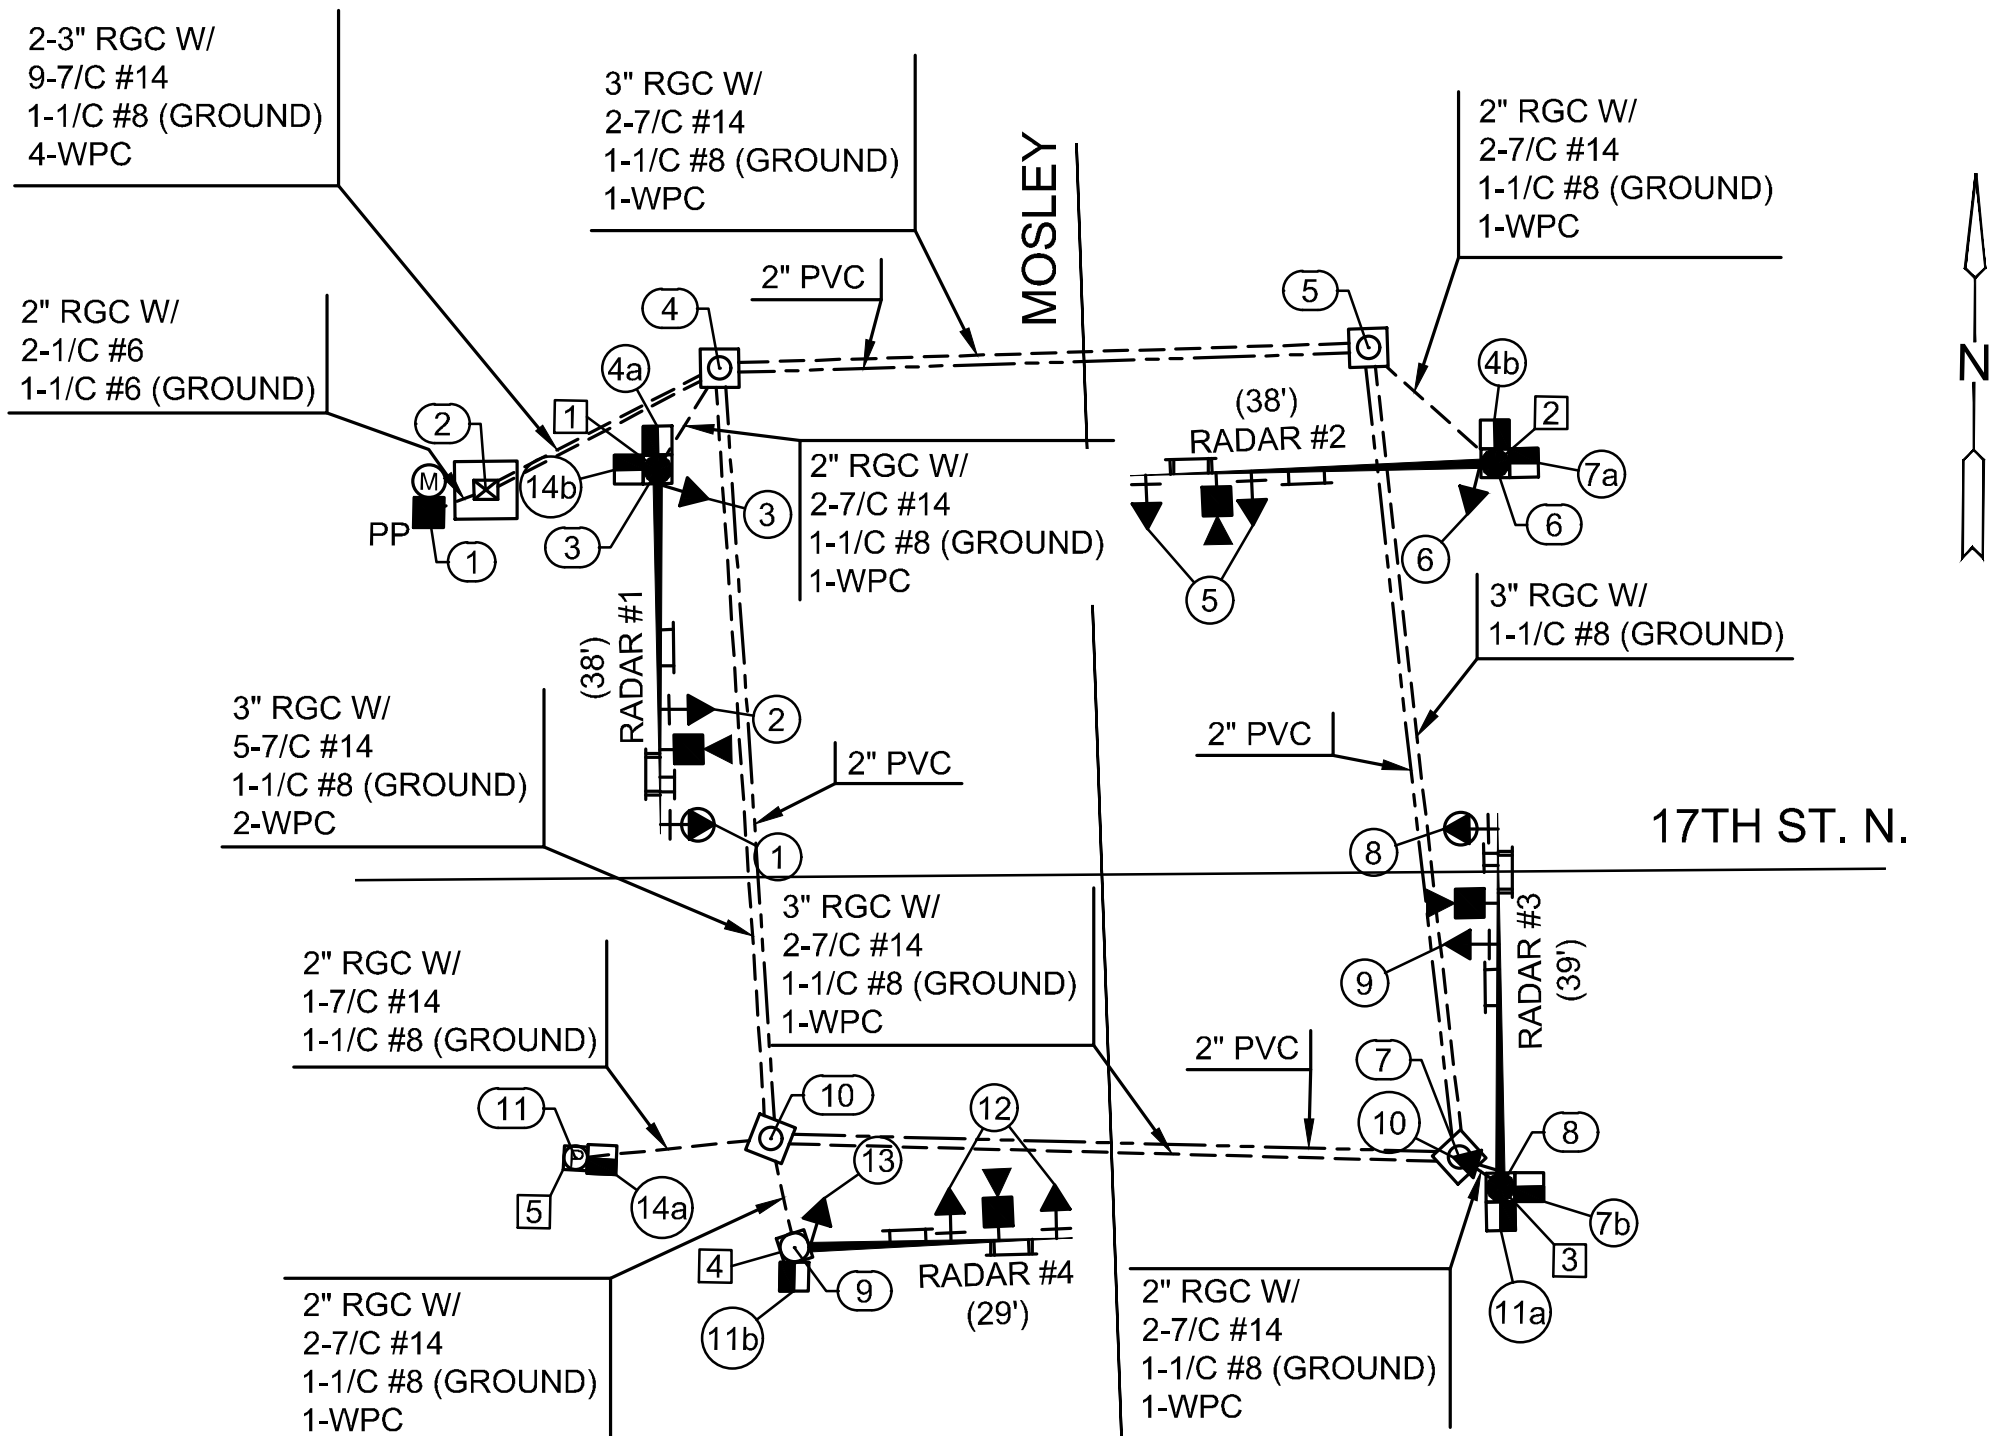 2-3" RGC W/
9-7/C #14
1-1/C #8 (GROUND)
4-WPC
3" RGC W/
2-7/C #14
1-1/C #8 (GROUND)
1-WPC
MOSLEY
2" RGC W/
2-7/C #14
1-1/C #8 (GROUND)
1-WPC
N
2" RGC W/
2-1/C #6
1-1/C #6 (GROUND)
2" PVC
4
5
4a
4b
1
2
2
M
14b
3
3
PP
1
2" RGC W/
2-7/C #14
1-1/C #8 (GROUND)
1-WPC
(38')
RADAR #2
7a
6
6
5
3" RGC W/
1-1/C #8 (GROUND)
(38')
RADAR #1
2
1
2" PVC
2" PVC
3" RGC W/
5-7/C #14
1-1/C #8 (GROUND)
2-WPC
17TH ST. N.
8
9
RADAR #3
(39')
3" RGC W/
2-7/C #14
1-1/C #8 (GROUND)
1-WPC
2" RGC W/
1-7/C #14
1-1/C #8 (GROUND)
2" PVC
7
10
8
11
10
12
13
P
5
14a
4
9
11b
RADAR #4
(29')
7b
3
11a
2" RGC W/
2-7/C #14
1-1/C #8 (GROUND)
1-WPC
2" RGC W/
2-7/C #14
1-1/C #8 (GROUND)
1-WPC